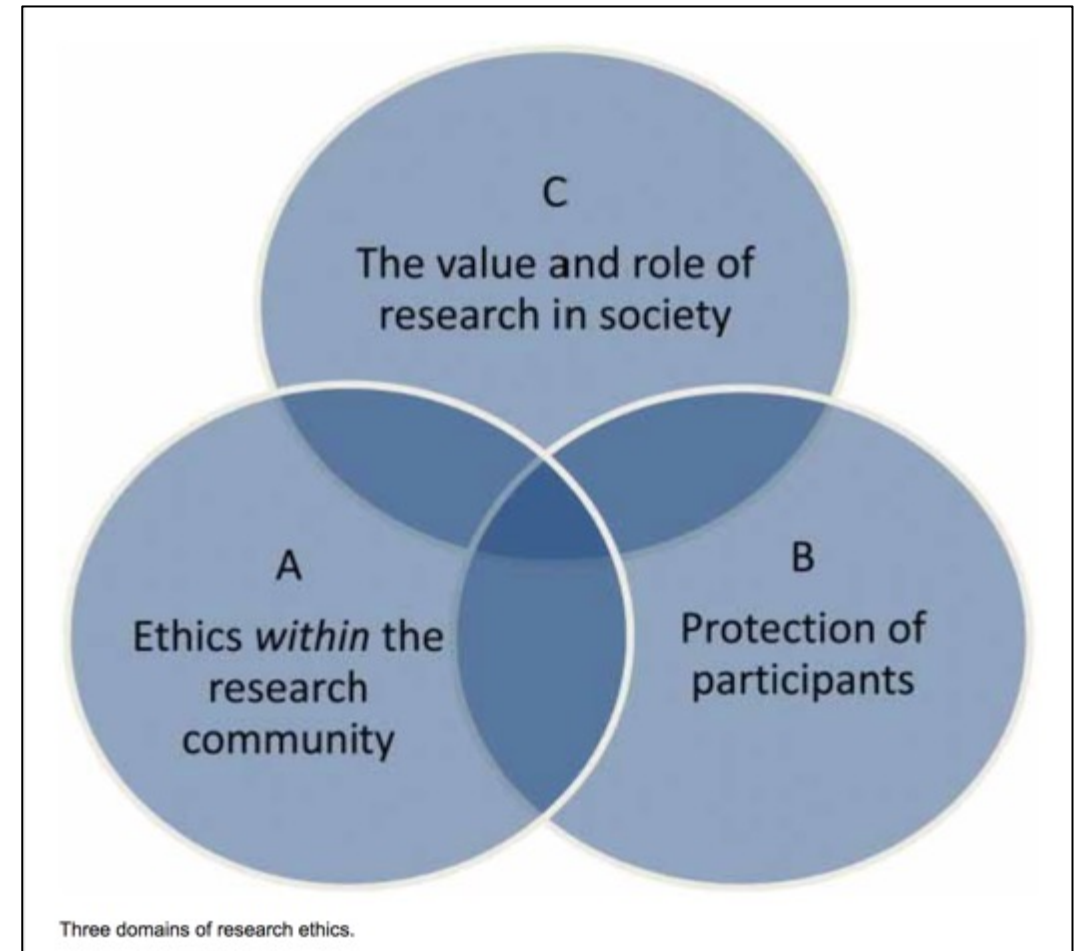 C
The value and role of
research in society
A
Ethics within the
research
community
B
Protection of
participants
Three domains of research ethics.